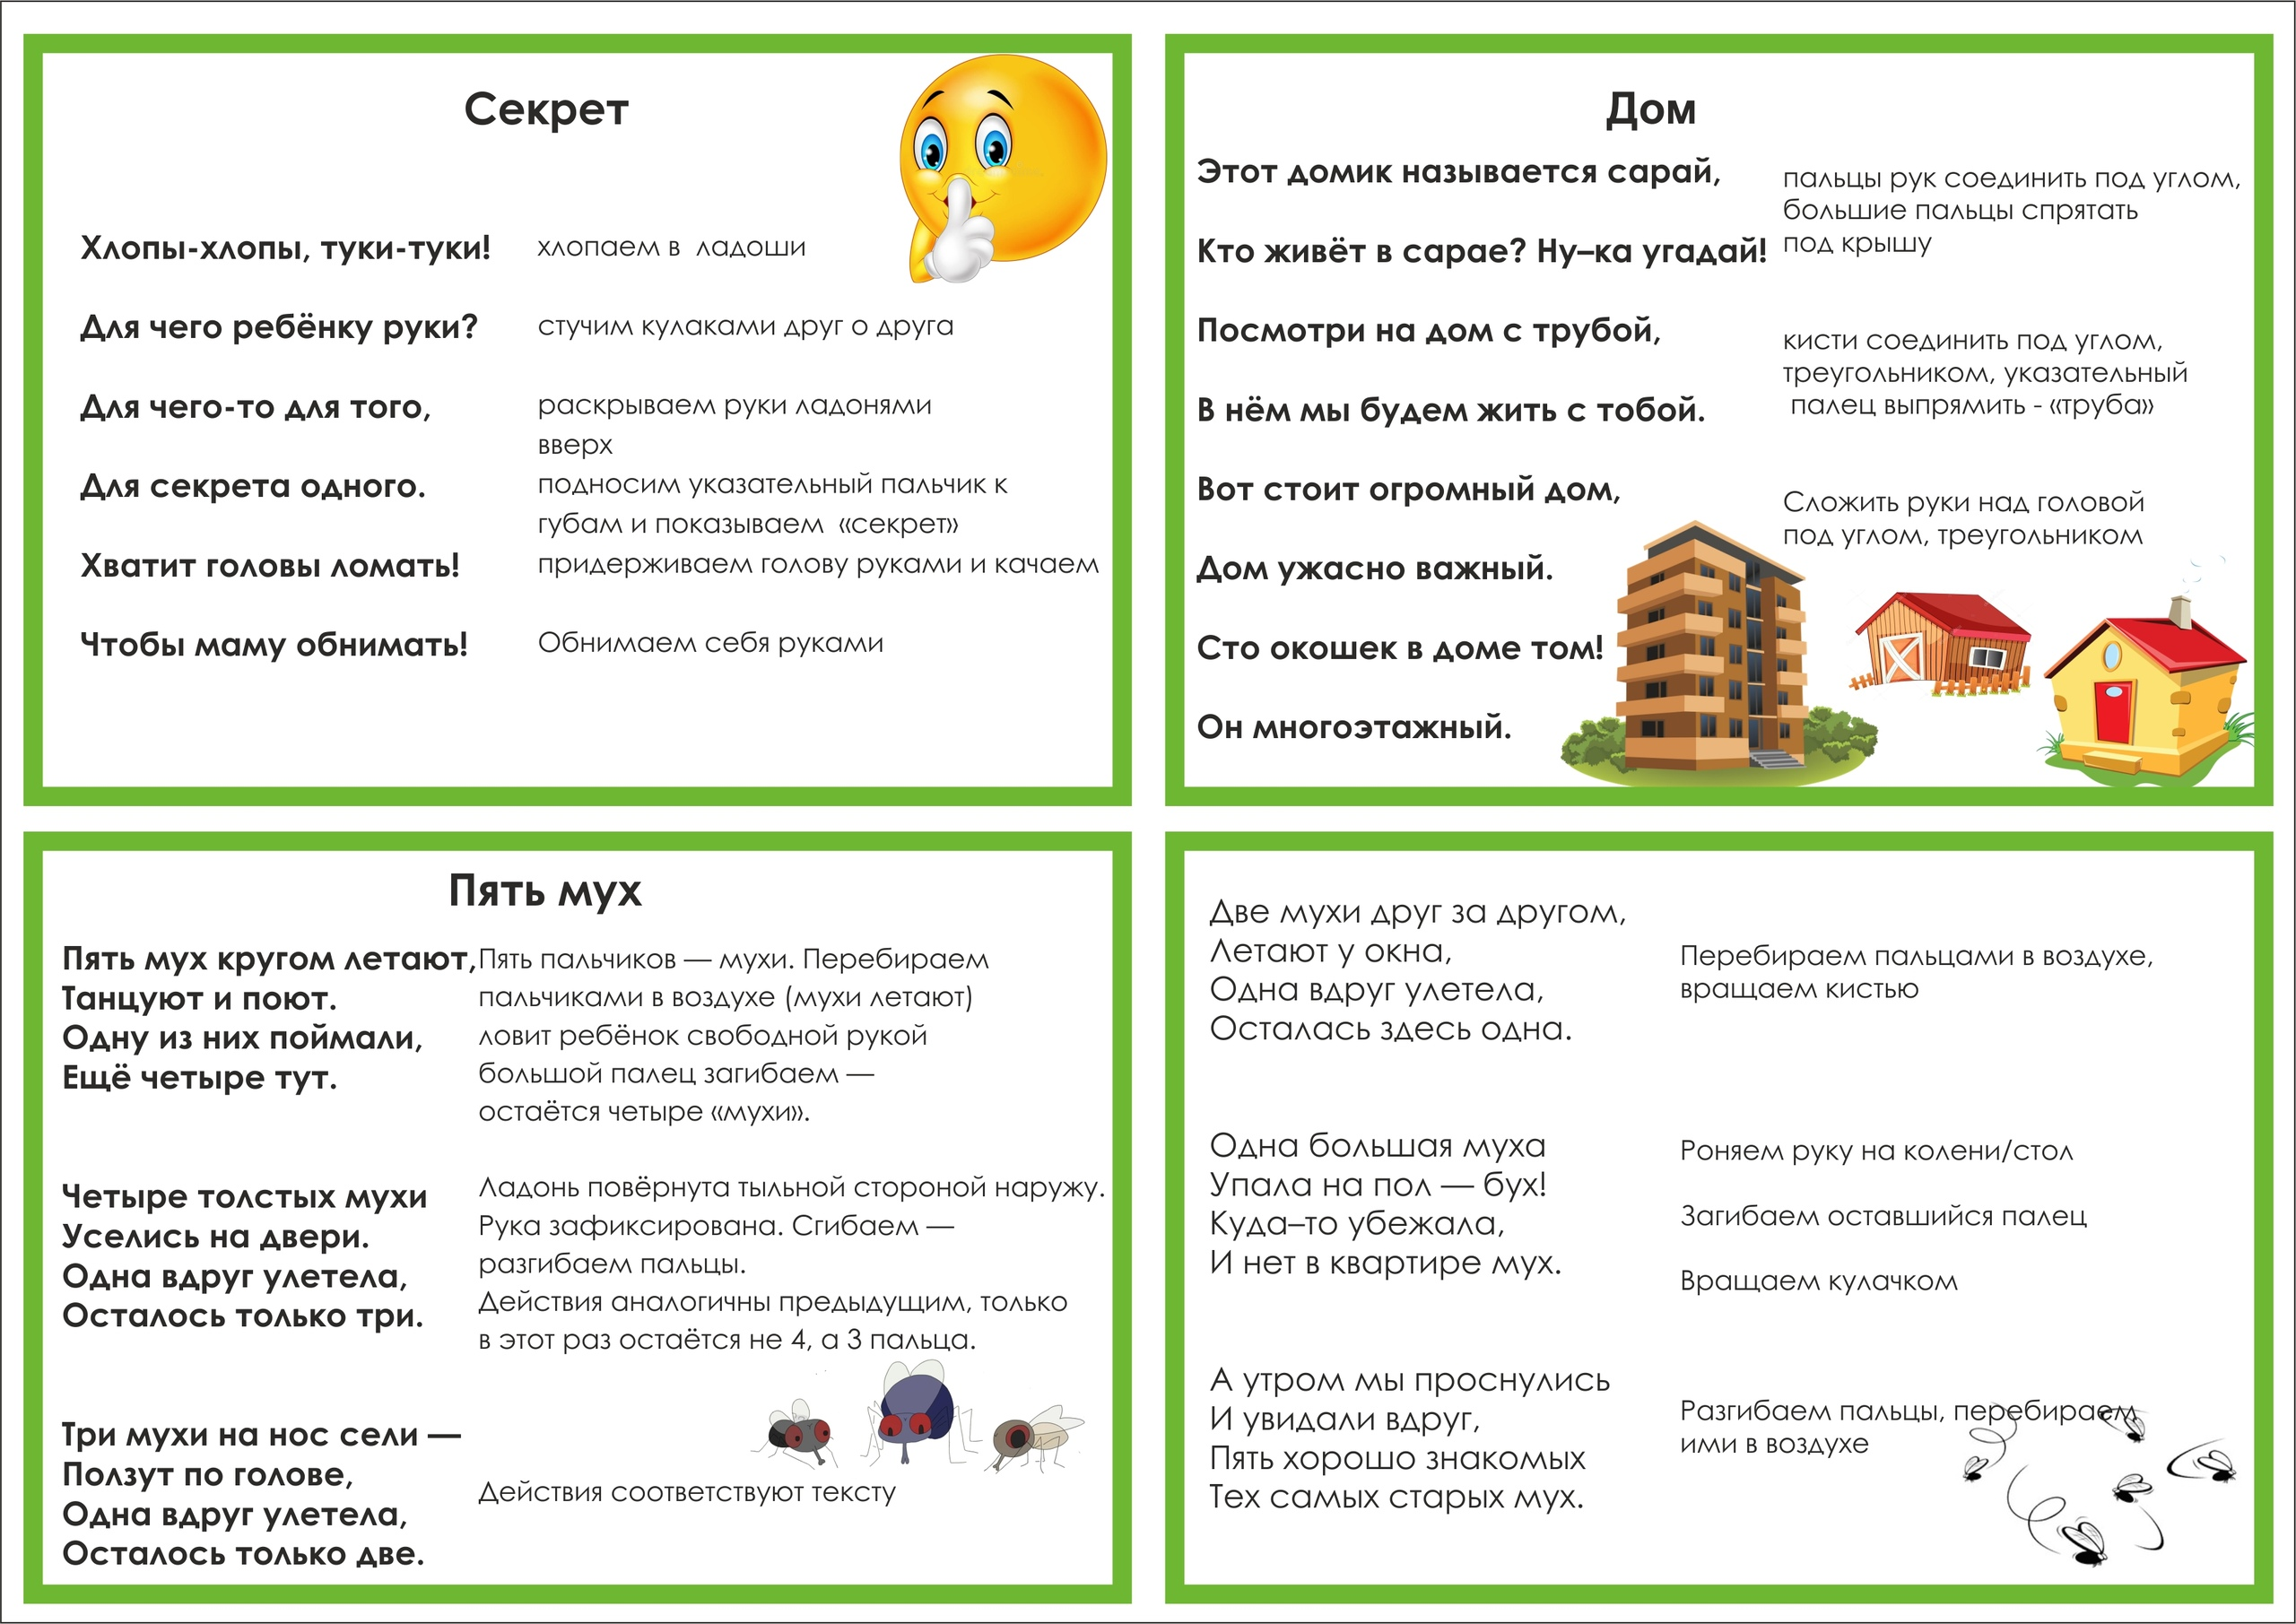 Секрет
Хлопы-хлопы, туки-туки!
хлопаем в  ладоши
Для чего ребёнку руки?
стучим кулаками друг о друга
Для чего-то для того,
раскрываем руки ладонями
вверх
Для секрета одного.
подносим указательный пальчик к
губам и показываем  «секрет»
Хватит головы ломать!
придерживаем голову руками и качаем
Чтобы маму обнимать!
Обнимаем себя руками
Дом
Этот домик называется сарай,
Кто живёт в сарае? Ну–ка угадай!
пальцы рук соединить под углом,
большие пальцы спрятать
под крышу
Посмотри на дом с трубой,
В нём мы будем жить с тобой.
кисти соединить под углом,
треугольником, указательный
палец выпрямить - «труба»
Вот стоит огромный дом,
Дом ужасно важный.
Сто окошек в доме том!
Он многоэтажный.
Сложить руки над головой
под углом, треугольником
Пять мух
Пять мух кругом летают,
Танцуют и поют.
Одну из них поймали,
Ещё четыре тут.
Пять пальчиков — мухи. Перебираем
пальчиками в воздухе (мухи летают)
ловит ребёнок свободной рукой
большой палец загибаем —
остаётся четыре «мухи».
Четыре толстых мухи
Уселись на двери.
Одна вдруг улетела,
Осталось только три.
Ладонь повёрнута тыльной стороной наружу.
Рука зафиксирована. Сгибаем —
разгибаем пальцы.
Действия аналогичны предыдущим, только
в этот раз остаётся не 4, а 3 пальца.
Три мухи на нос сели —
Ползут по голове,
Одна вдруг улетела,
Осталось только две.
Действия соответствуют тексту
Две мухи друг за другом,
Летают у окна,
Одна вдруг улетела,
Осталась здесь одна.
Перебираем пальцами в воздухе,
вращаем кистью
Одна большая муха
Упала на пол — бух!
Куда–то убежала,
И нет в квартире мух.
Роняем руку на колени/стол
Загибаем оставшийся палец
Вращаем кулачком
А утром мы проснулись
И увидали вдруг,
Пять хорошо знакомых
Тех самых старых мух.
Разгибаем пальцы, перебираем
ими в воздухе